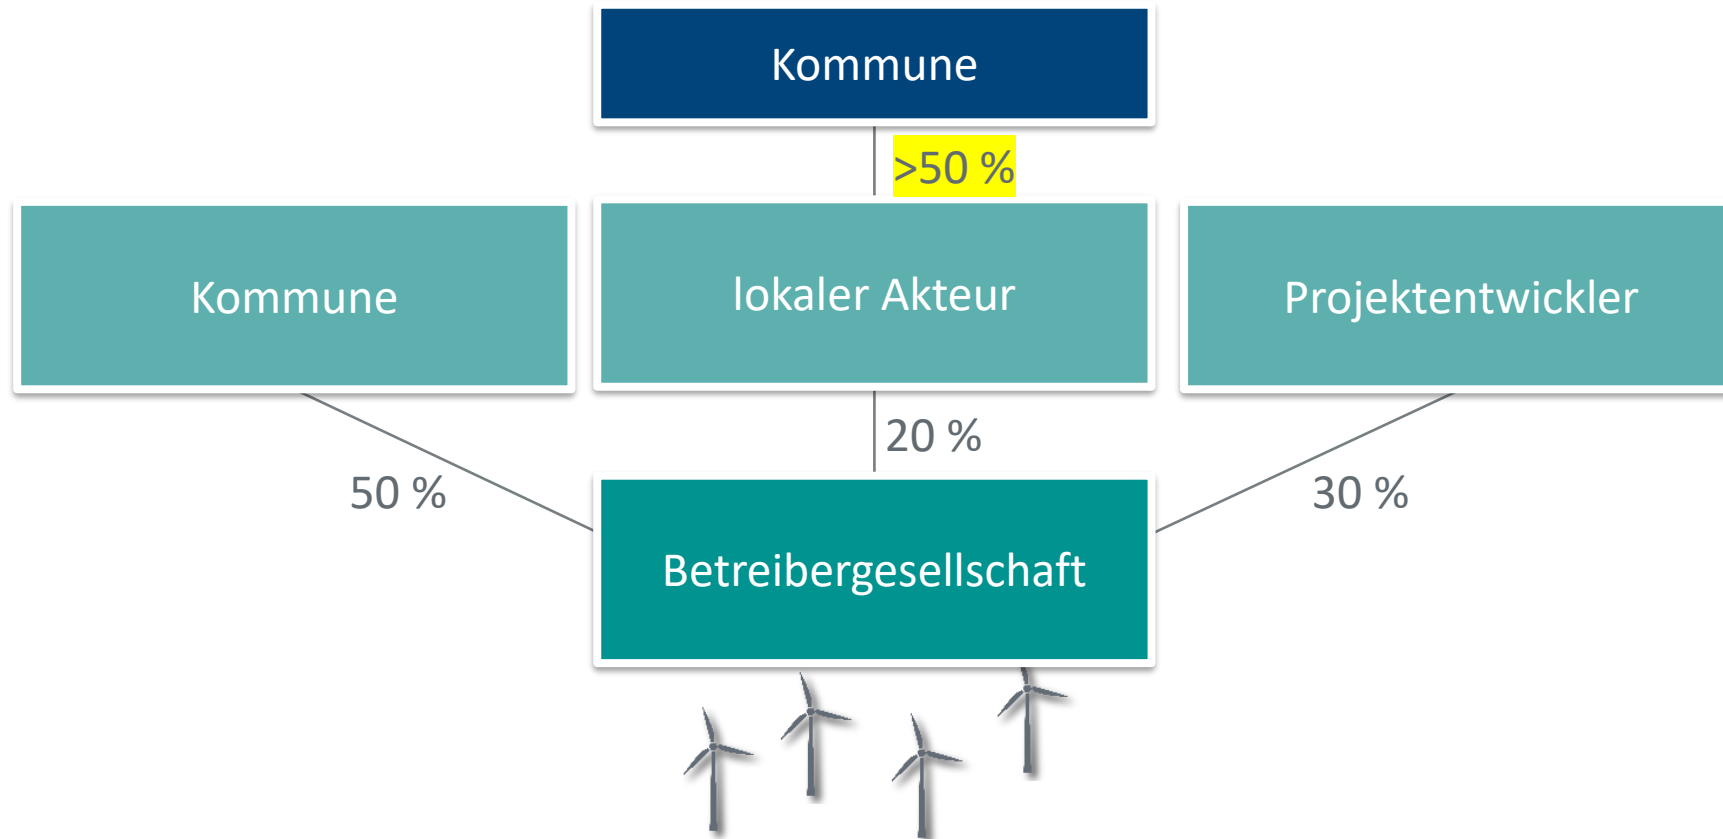 Kommune
>50 %
Kommune
lokaler Akteur
Projektentwickler
50 %
20 %
30 %
Betreibergesellschaft